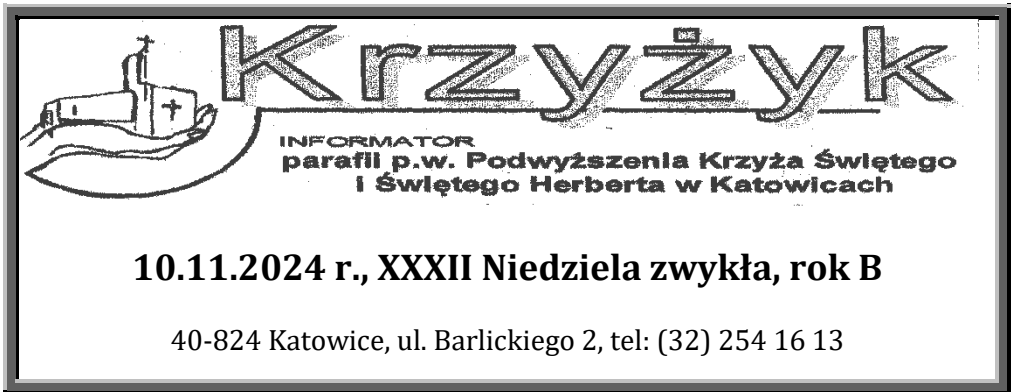 Krzyżyk
INFORMATOR
parafii p.w. Podwyższenia Krzyża Świętego
i Świętego Herberta w Katowicach
10.11.2024 r., XXXII Niedziela zwykła, rok B
40-824 Katowice, ul. Barlickiego 2, tel: (32) 254 16 13